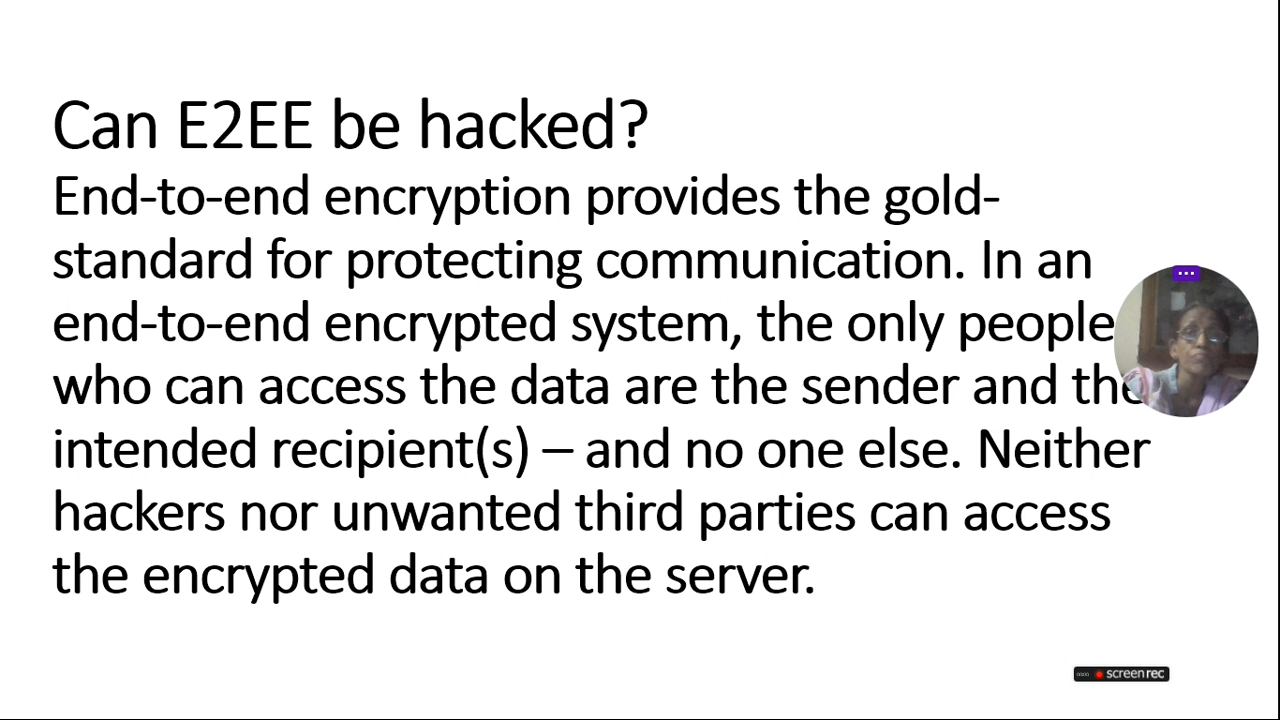 Can E2EE be hacked?
End-to-end encryption provides the gold-
standard for protecting communication. In an
end-to-end encrypted system, the only people
who can access the data are the sender and the
intended recipient(s) – and no one else. Neither
hackers nor unwanted third parties can access
the encrypted data on the server.
screenrec